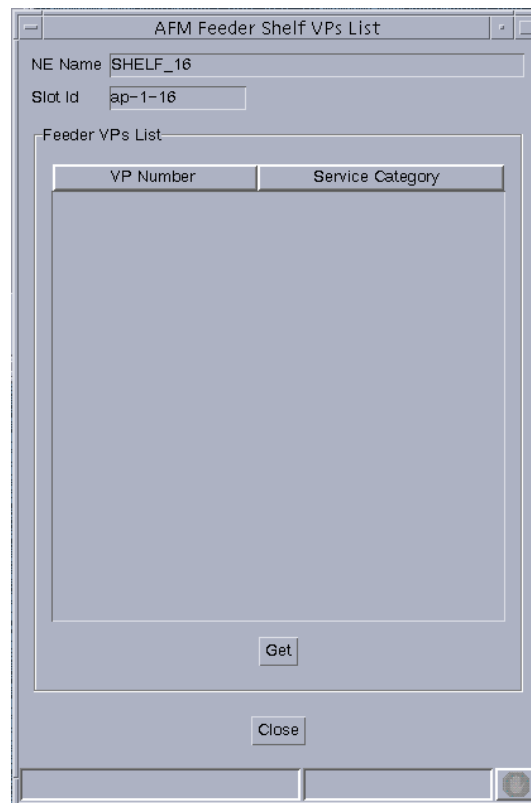 AFM Feeder Shelf VPs List
NE Name SHELF_16
Slot Id ap-1-16
Feeder VPs List
VP Number Service Category
Get
Close